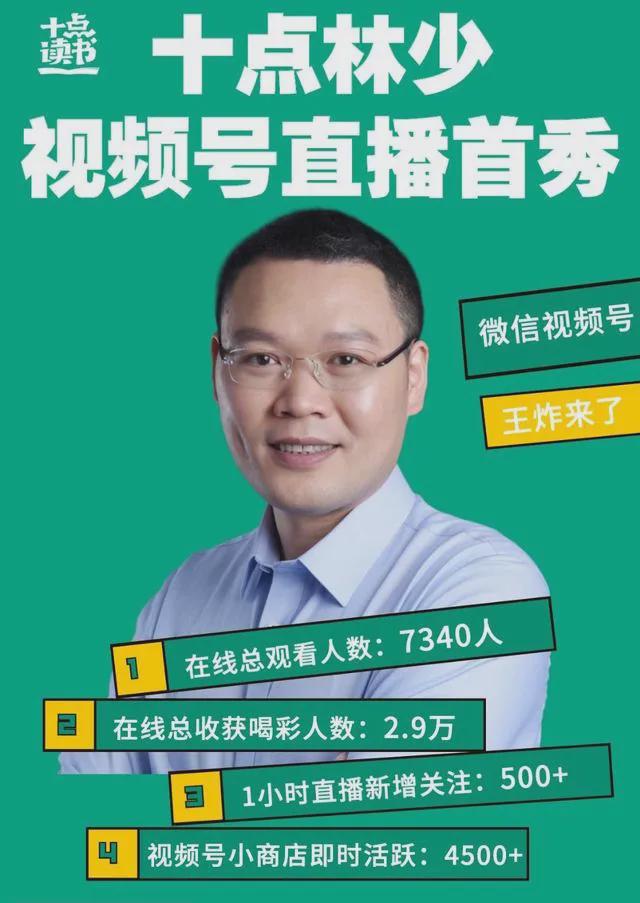 十点
读书
十点林少
视频号直播首秀
微信视频号
王炸来了
1 在线总观看人数：7340人
2 在线总收获喝彩人数：2.9万
3 1小时直播新增关注：500+
4 视频号小商店即时活跃：4500+